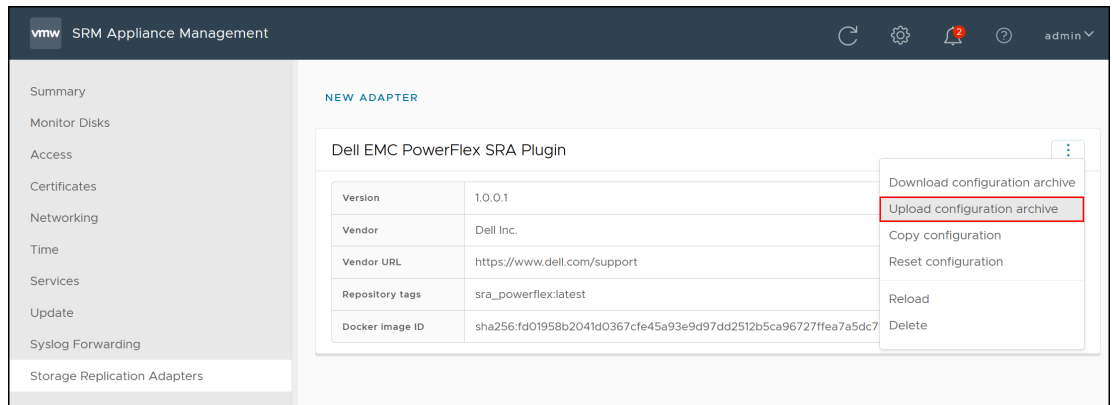 vmw SRM Appliance Management
2
?
admin
Summary
Monitor Disks
Access
Certificates
Networking
Time
Services
Update
Syslog Forwarding
Storage Replication Adapters
NEW ADAPTER
Dell EMC PowerFlex SRA Plugin
Version 1.0.0.1
Vendor Dell Inc.
Vendor URL https://www.dell.com/support
Repository tags sra_powerflex:latest
Docker image ID sha256:fd01958b2041d0367cfe45a93e9d97dd2512b5ca96727ffea7a5dc7
Download configuration archive
Upload configuration archive
Copy configuration
Reset configuration
Reload
Delete